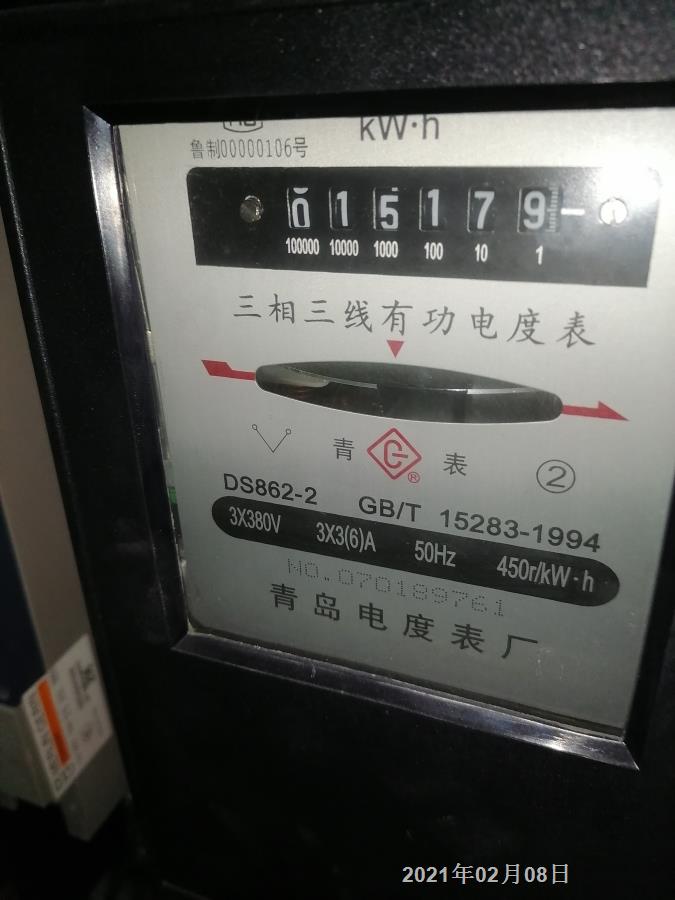 kW·h
鲁制00000106号
015179
100000 10000 1000 100 10 1
三相三线有功电度表
青 表 ②
®
DS862-2 GB/T 15283-1994
3X380V 3X3(6)A 50Hz 450r/kW·h
NO.070189761
青岛电度表厂
2021年02月08日